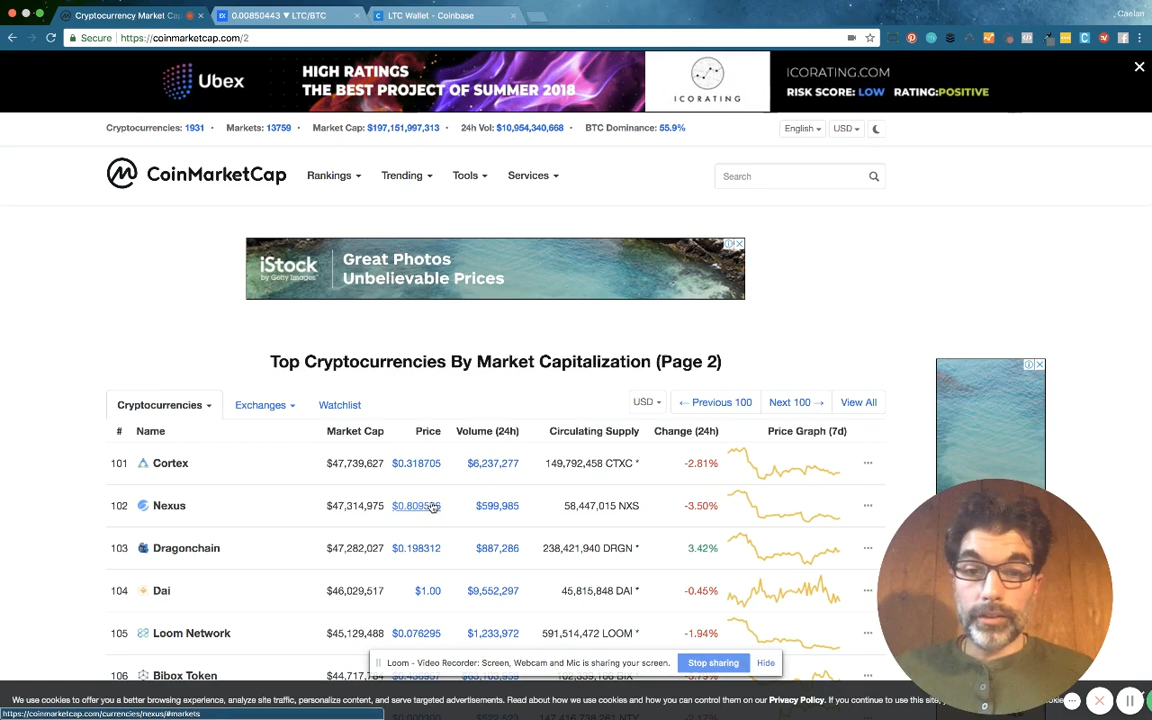 Cryptocurrency Market Cap
0.00850443 ▼ LTC/BTC
LTC Wallet - Coinbase
Caelan
Secure
https://coinmarketcap.com/2
Ubex
HIGH RATINGS
THE BEST PROJECT OF SUMMER 2018
ICORATING
ICORATING.COM
RISK SCORE: LOW RATING:POSITIVE
Cryptocurrencies: 1931 • Markets: 13759 • Market Cap: $197,151,997,313 • 24h Vol: $10,954,340,668 • BTC Dominance: 55.9%
English
USD
CoinMarketCap
Rankings
Trending
Tools
Services
Search
iStock
by Getty Images
Great Photos
Unbelievable Prices
Top Cryptocurrencies By Market Capitalization (Page 2)
Cryptocurrencies
Exchanges
Watchlist
USD
← Previous 100
Next 100 →
View All
# Name Market Cap Price Volume (24h) Circulating Supply Change (24h) Price Graph (7d)
101 Cortex $47,739,627 $0.318705 $6,237,277 149,792,458 CTXC * -2.81%
102 Nexus $47,314,975 $599,985 58,447,015 NXS -3.50%
103 Dragonchain $47,282,027 $0.198312 $887,286 238,421,940 DRGN * 3.42%
104 Dai $46,029,517 $1.00 $9,552,297 45,815,848 DAI * -0.45%
105 Loom Network $45,129,488 $0.076295 $1,233,972 591,514,472 LOOM * -1.94%
106 Bibox Token
Loom - Video Recorder: Screen, Webcam and Mic is sharing your screen.
Stop sharing
Hide
We use cookies to offer you a better browsing experience, analyze site traffic, personalize content, and serve targeted advertisements. Read about how we use cookies and how you can control them on our Privacy Policy. If you continue to use this site,
https://coinmarketcap.com/currencies/nexus/#markets